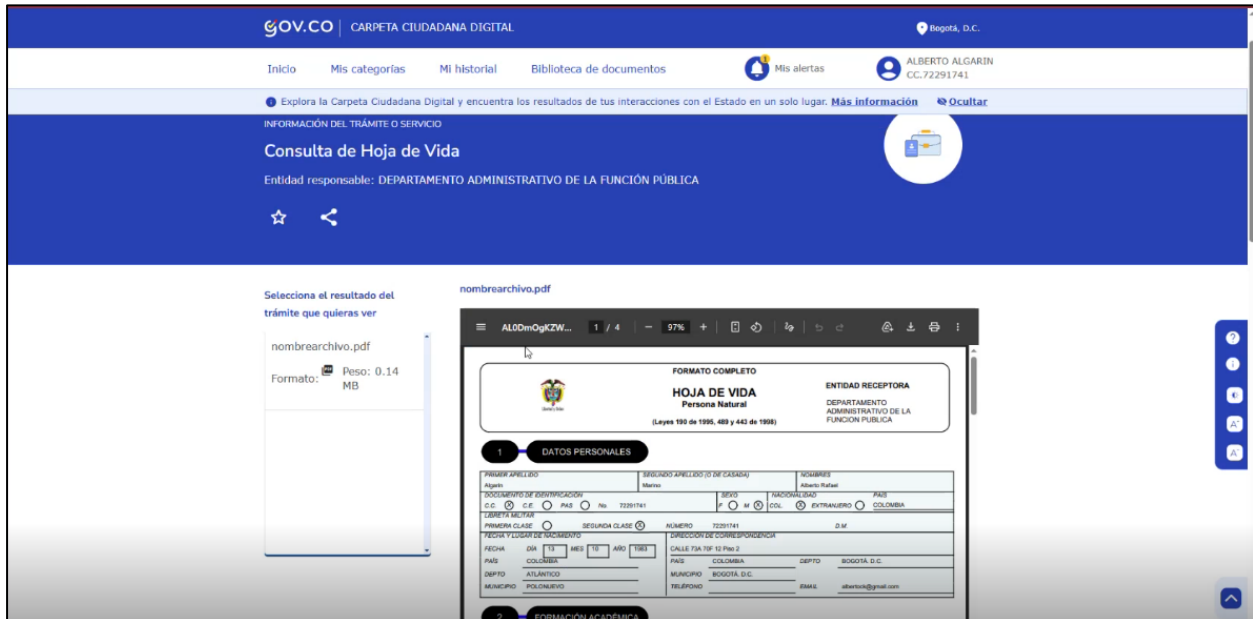 GOV.CO | CARPETA CIUDADANA DIGITAL
Bogotá, D.C.
Inicio Mis categorías Mi historial Biblioteca de documentos
Mis alertas
ALBERTO ALGARIN
CC.72291741
Explora la Carpeta Ciudadana Digital y encuentra los resultados de tus interacciones con el Estado en un solo lugar. Más información Ocultar
INFORMACIÓN DEL TRÁMITE O SERVICIO
Consulta de Hoja de Vida
Entidad responsable: DEPARTAMENTO ADMINISTRATIVO DE LA FUNCIÓN PÚBLICA
Selecciona el resultado del
trámite que quieras ver
nombrearchivo.pdf
Formato: Peso: 0.14
MB
nombrearchivo.pdf
AL0DmOgKZW... 1 / 4 97%
FORMATO COMPLETO
HOJA DE VIDA
Persona Natural
(Leyes 190 de 1995, 489 y 443 de 1998)
ENTIDAD RECEPTORA
DEPARTAMENTO
ADMINISTRATIVO DE LA
FUNCION PUBLICA
1 DATOS PERSONALES
PRIMER APELLIDO SEGUNDO APELLIDO (O DE CASADA) NOMBRES
Algarin Marino Alberto Rafael
DOCUMENTO DE IDENTIFICACIÓN SEXO NACIONALIDAD PAÍS
C.C. X C.E. PAS No. 72291741 F M X COL. X EXTRANJERO COLOMBIA
LIBRETA MILITAR
PRIMERA CLASE SEGUNDA CLASE X NÚMERO 72291741 D.M.
FECHA Y LUGAR DE NACIMIENTO DIRECCIÓN DE CORRESPONDENCIA
FECHA DÍA 13 MES 10 AÑO 1983 CALLE 73A 70F 12 Piso 2
PAÍS COLOMBIA PAÍS COLOMBIA DEPTO BOGOTÁ. D.C.
DEPTO ATLÁNTICO MUNICIPIO BOGOTÁ. D.C.
MUNICIPIO POLONUEVO TELÉFONO EMAIL
2 FORMACIÓN ACADÉMICA